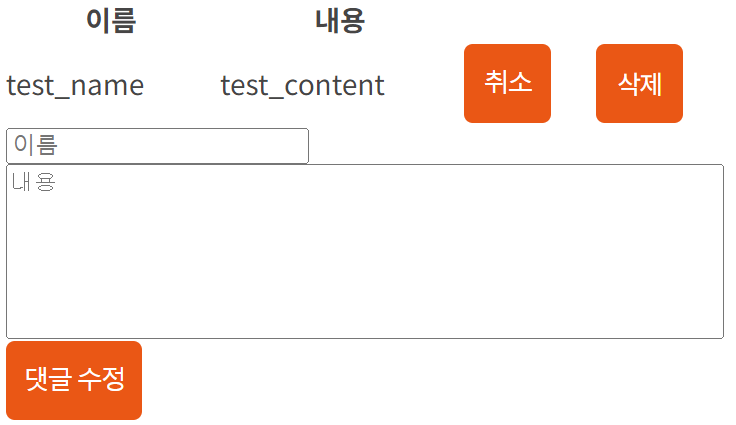 이름 내용
test_name test_content 취소 삭제
이름
내용
댓글 수정